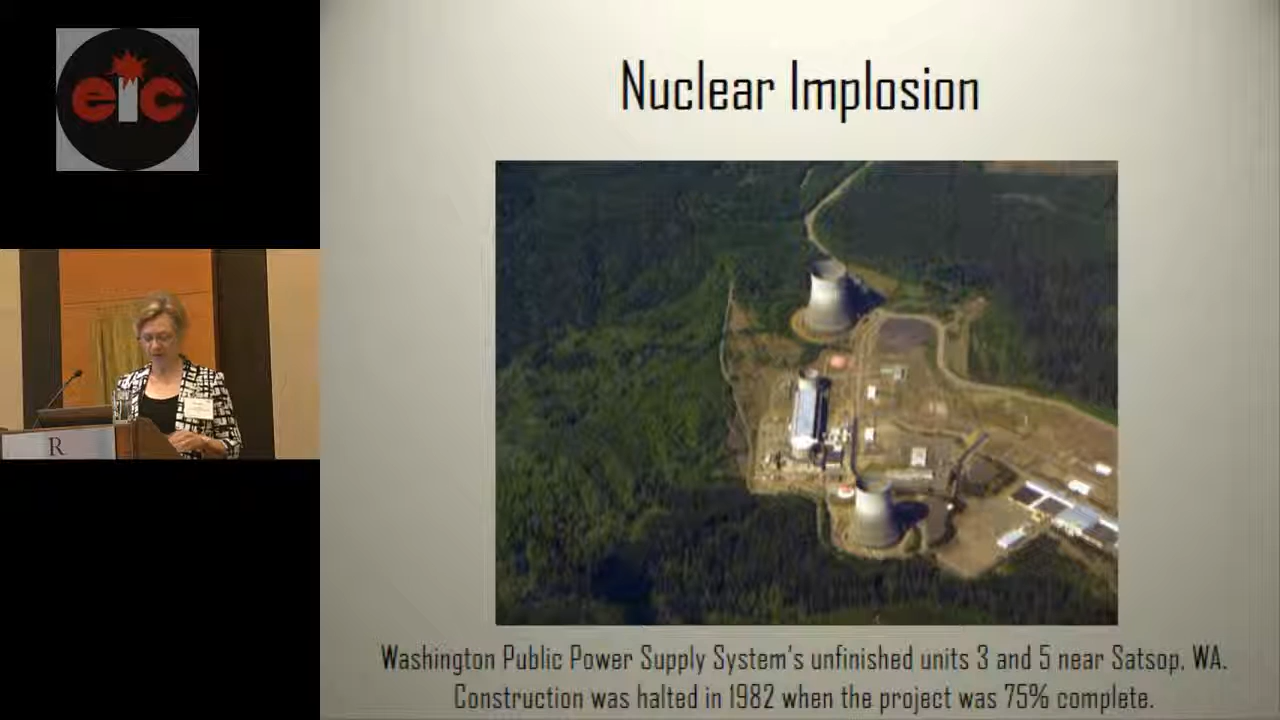 eic
Nuclear Implosion
R
Washington Public Power Supply System's unfinished units 3 and 5 near Satsop, WA.
Construction was halted in 1982 when the project was 75% complete.